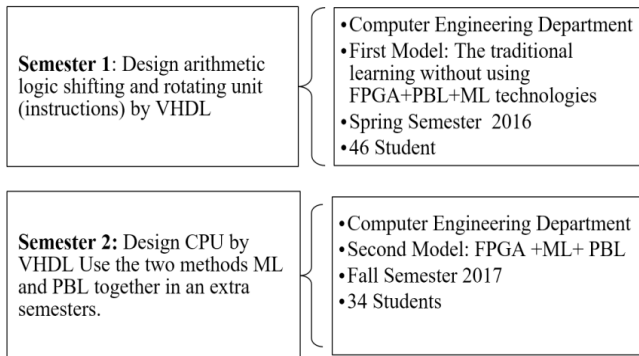 Semester 1: Design arithmetic
logic shifting and rotating unit
(instructions) by VHDL
•Computer Engineering Department
•First Model: The traditional
learning without using
FPGA+PBL+ML technologies
•Spring Semester 2016
•46 Student
Semester 2: Design CPU by
VHDL Use the two methods ML
and PBL together in an extra
semesters.
•Computer Engineering Department
•Second Model: FPGA +ML+ PBL
•Fall Semester 2017
•34 Students